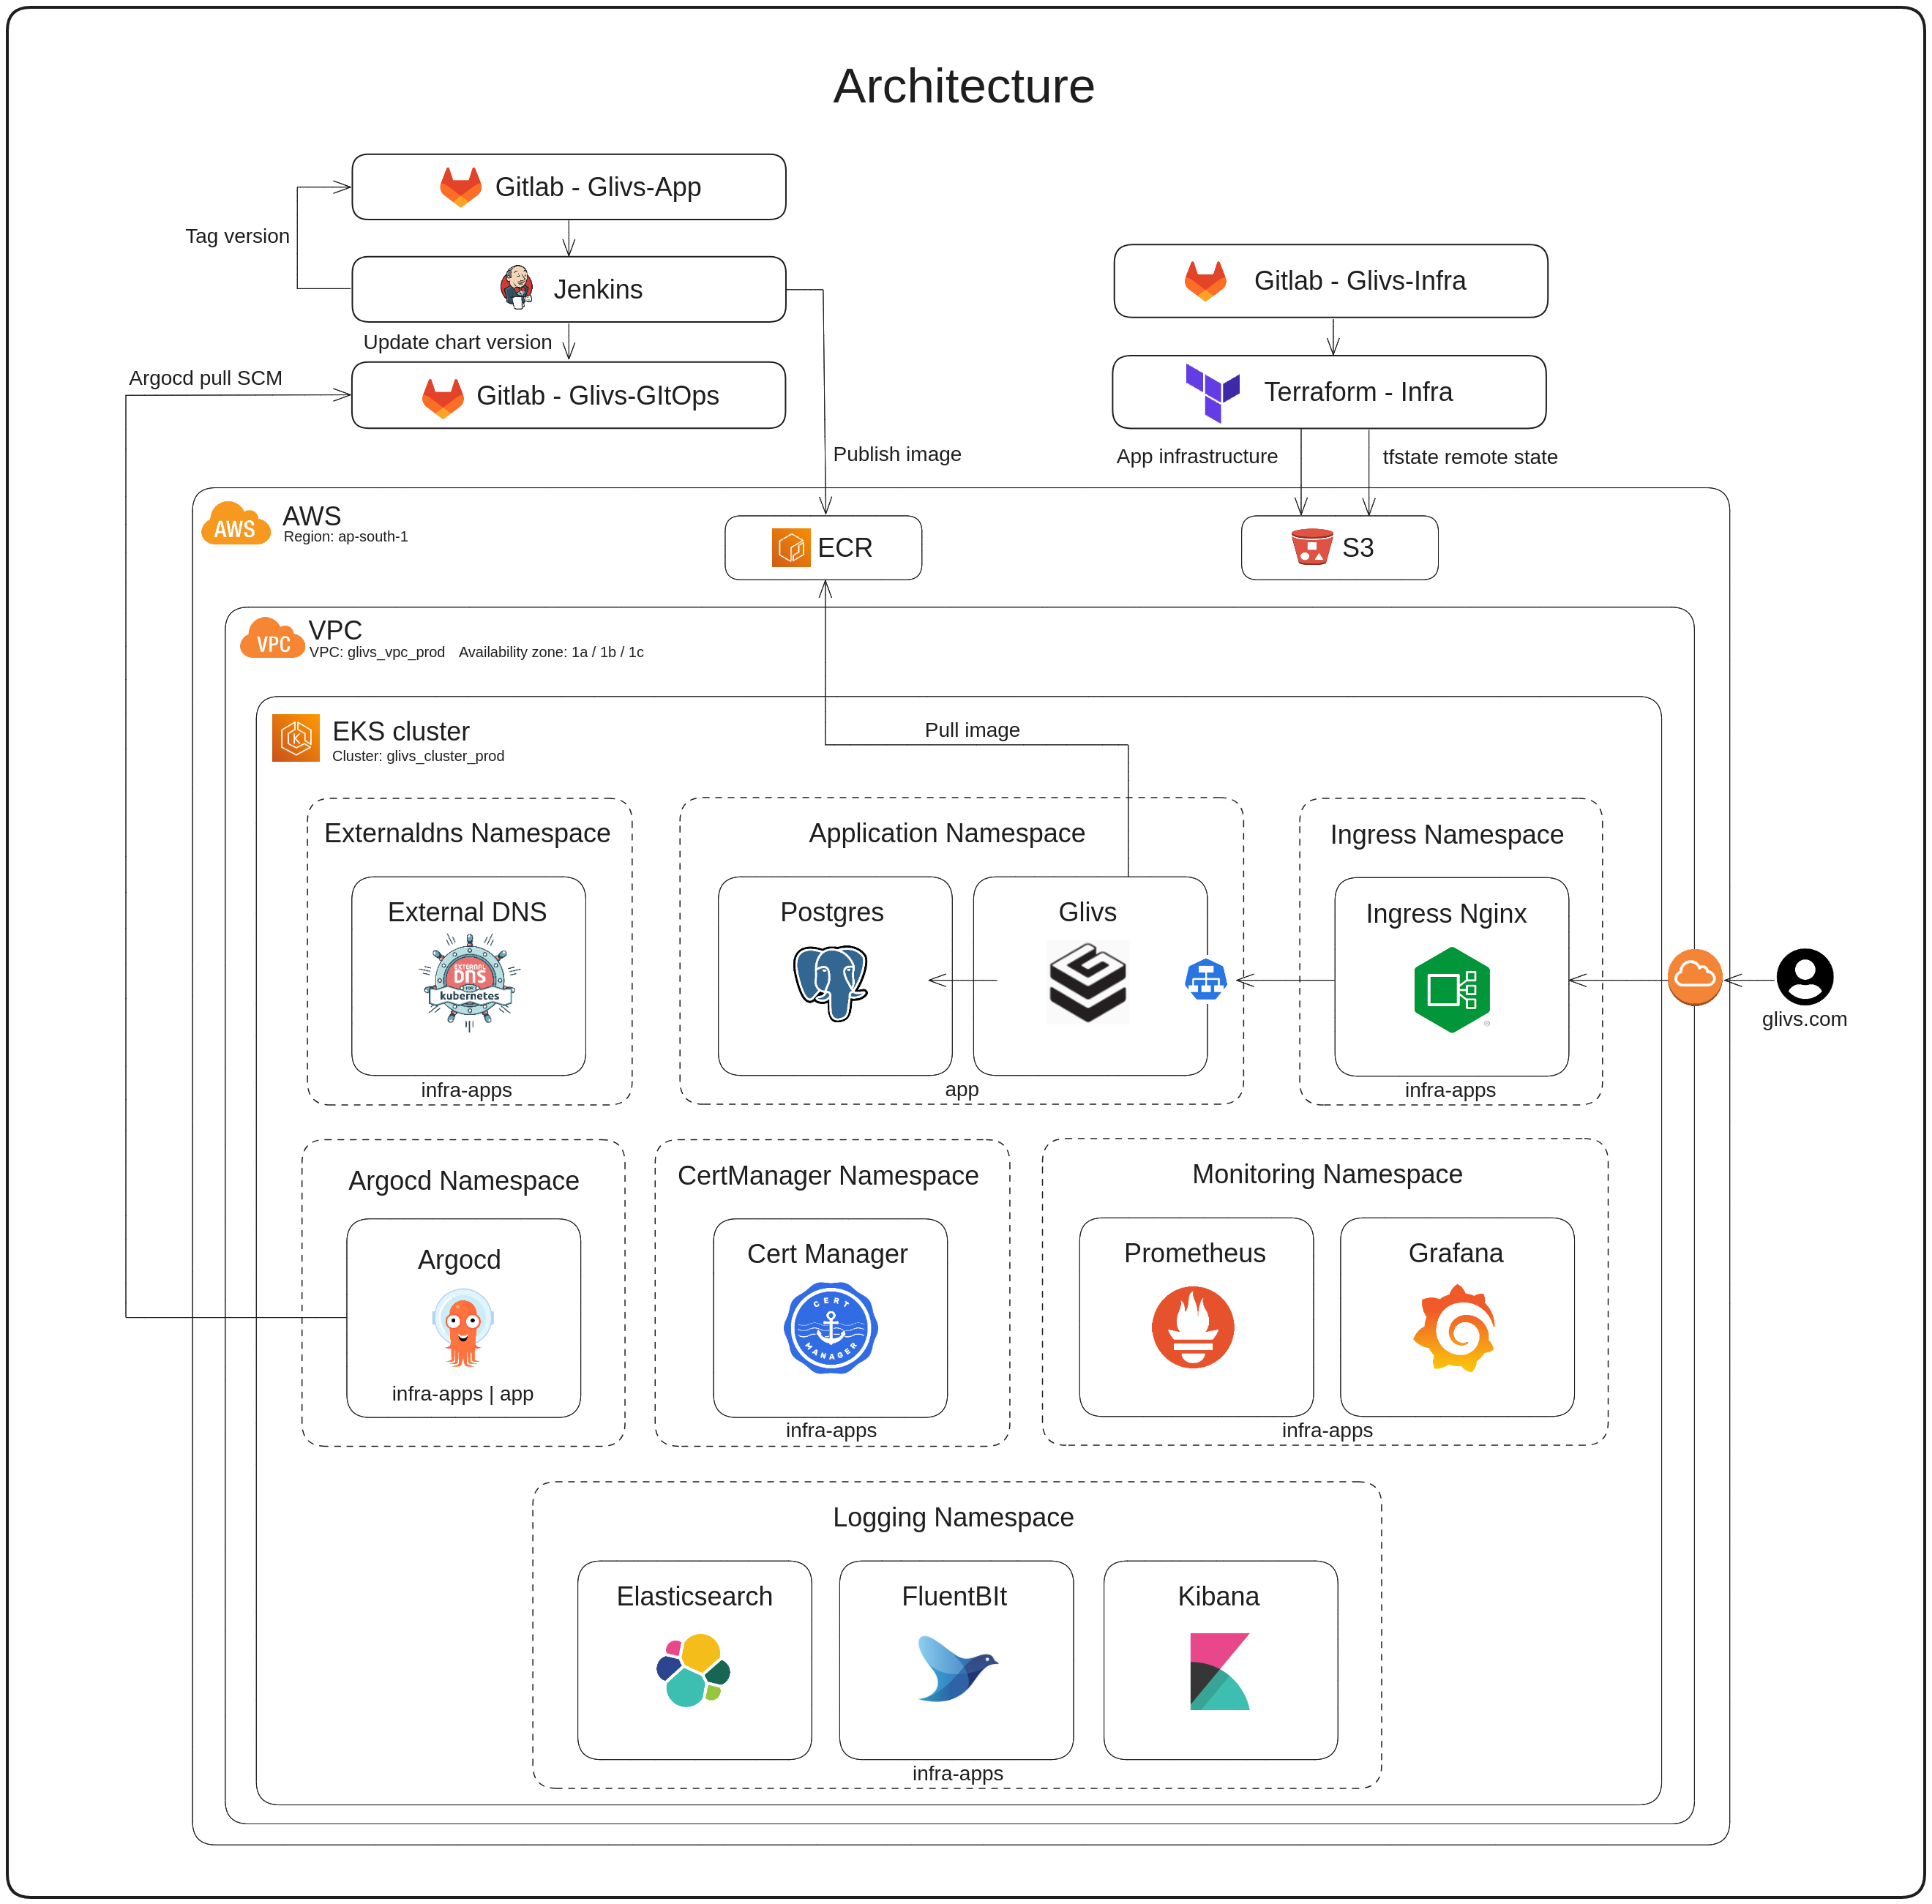 Architecture
Gitlab - Glivs-App
Tag version
Jenkins
Gitlab - Glivs-Infra
Update chart version
Argocd pull SCM
Gitlab - Glivs-GItOps
Terraform - Infra
Publish image
App infrastructure
tfstate remote state
AWS
AWS
Region: ap-south-1
ECR
S3
VPC
VPC
VPC: glivs_vpc_prod Availability zone: 1a / 1b / 1c
K
EKS cluster
Cluster: glivs_cluster_prod
Pull image
Externaldns Namespace
Application Namespace
Ingress Namespace
External DNS
Postgres
Glivs
Ingress Nginx
EXTERNAL
DNS
FOR
kubernetes
®
glivs.com
infra-apps
app
infra-apps
Argocd Namespace
CertManager Namespace
Monitoring Namespace
Argocd
Cert Manager
Prometheus
Grafana
CERT
MANAGER
infra-apps | app
infra-apps
infra-apps
Logging Namespace
Elasticsearch
FluentBIt
Kibana
infra-apps